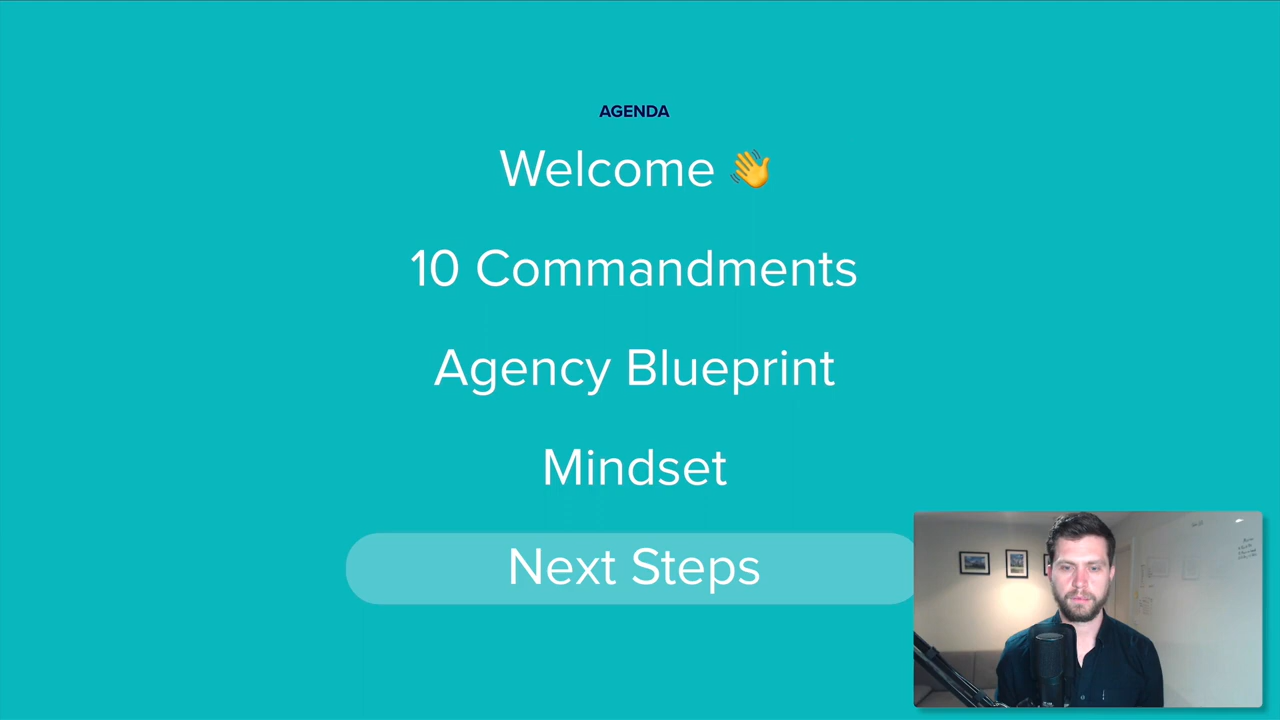 AGENDA
Welcome 👋
10 Commandments
Agency Blueprint
Mindset
Next Steps